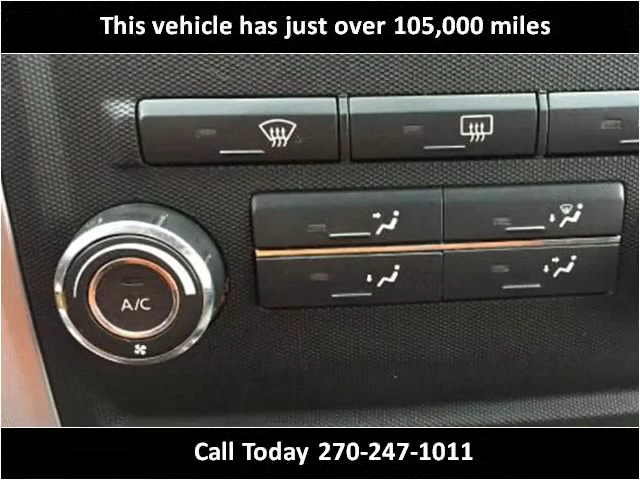 This vehicle has just over 105,000 miles
A/C
Call Today 270-247-1011